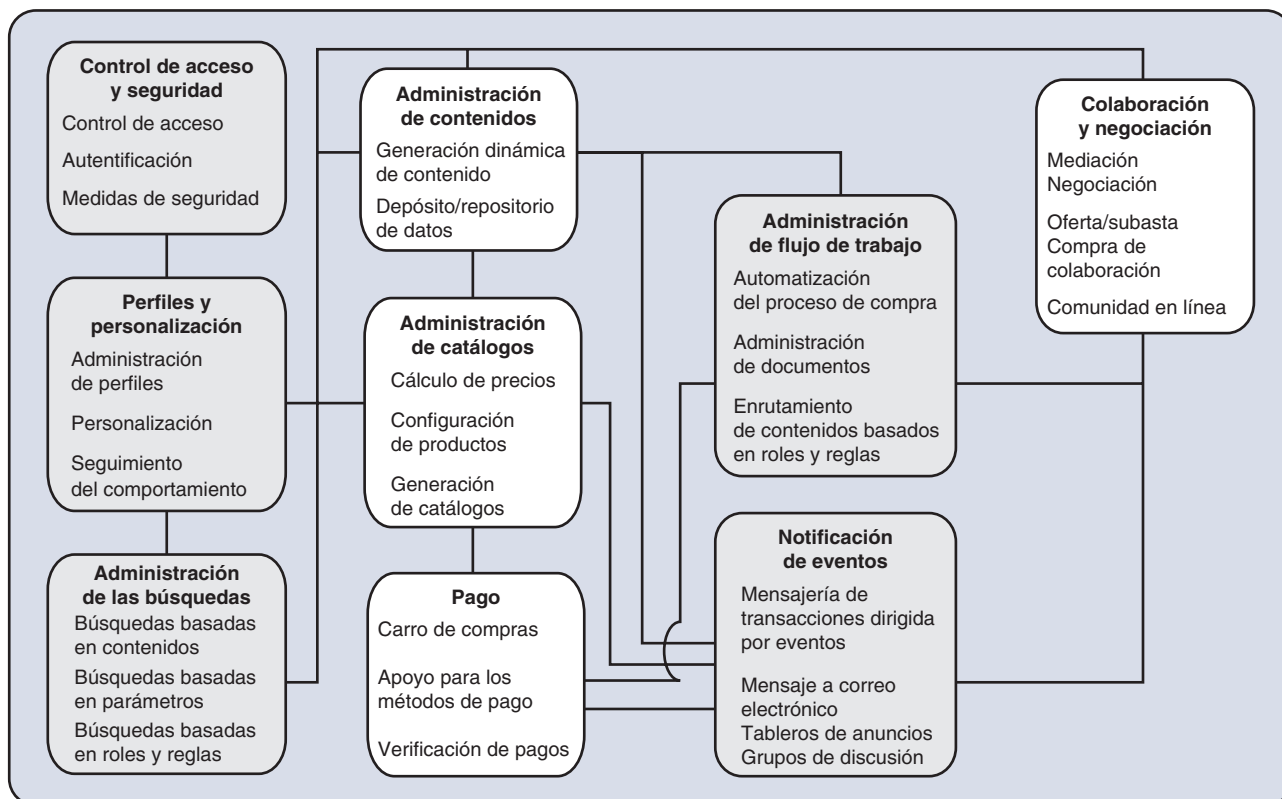 Control de acceso
y seguridad
Control de acceso
Autentificación
Medidas de seguridad
Perfiles y
personalización
Administración
de perfiles
Personalización
Seguimiento
del comportamiento
Administración
de las búsquedas
Búsquedas basadas
en contenidos
Búsquedas basadas
en parámetros
Búsquedas basadas
en roles y reglas
Administración
de contenidos
Generación dinámica
de contenido
Depósito/repositorio
de datos
Administración
de catálogos
Cálculo de precios
Configuración
de productos
Generación
de catálogos
Pago
Carro de compras
Apoyo para los
métodos de pago
Verificación de pagos
Administración
de flujo de trabajo
Automatización
del proceso de compra
Administración
de documentos
Enrutamiento
de contenidos basados
en roles y reglas
Notificación
de eventos
Mensajería de
transacciones dirigida
por eventos
Mensaje a correo
electrónico
Tableros de anuncios
Grupos de discusión
Colaboración
y negociación
Mediación
Negociación
Oferta/subasta
Compra de
colaboración
Comunidad en línea